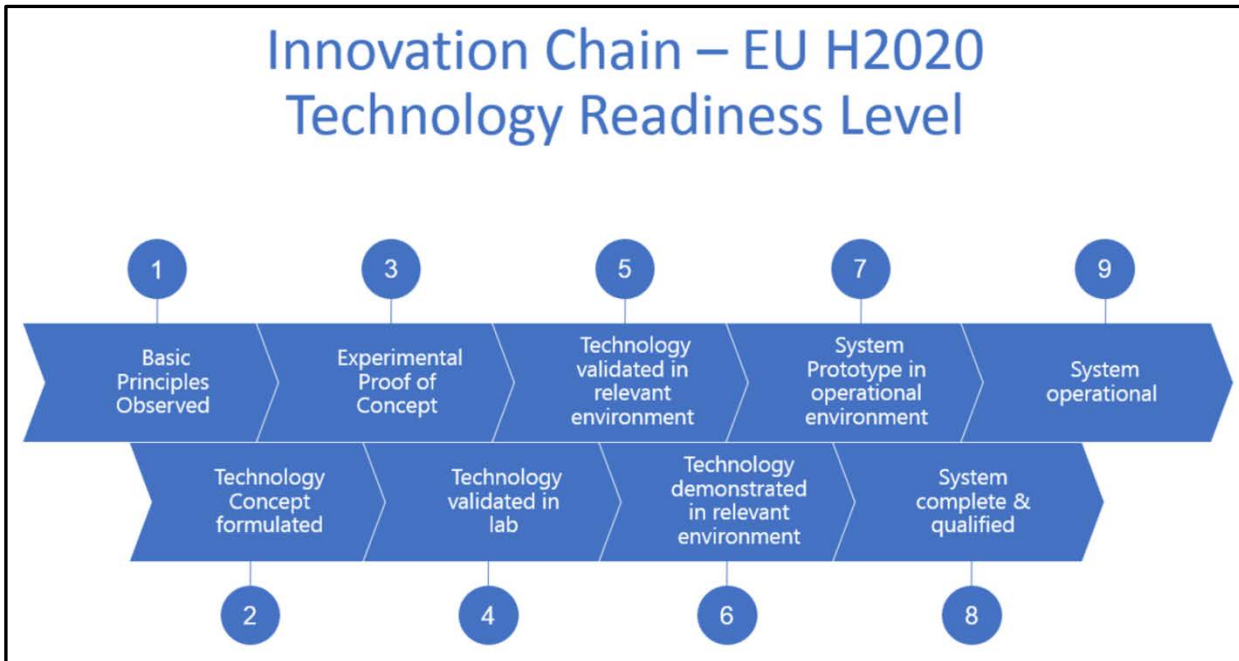 Innovation Chain – EU H2020
Technology Readiness Level
1
3
5
7
9
Basic
Principles
Observed
Experimental
Proof of
Concept
Technology
validated in
relevant
environment
System
Prototype in
operational
environment
System
operational
Technology
Concept
formulated
Technology
validated in
lab
Technology
demonstrated
in relevant
environment
System
complete &
qualified
2
4
6
8